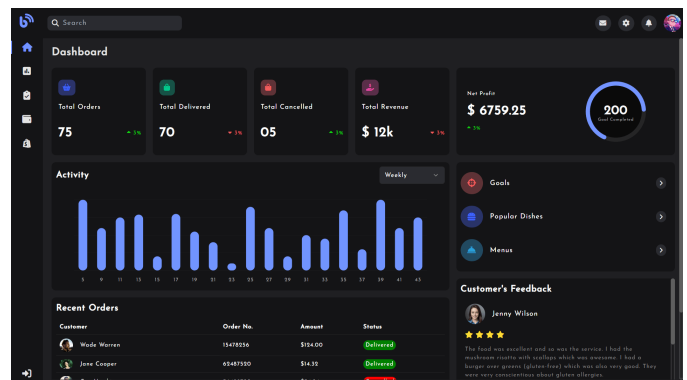 Search
Dashboard
Total Orders
75
3%
Total Delivered
70
3%
Total Cancelled
05
3%
Total Revenue
$ 12k
3%
Net Profit
$ 6759.25
3%
200
Goal Completed
Activity
Weekly
5 9 11 13 15 17 19 21 23 25 27 29 31 33 35 37 39 41 43
Goals
Popular Dishes
Menus
Recent Orders
Customer Order No. Amount Status
Wade Warren 15478256 $124.00 Delivered
Jane Cooper 62487520 $14.32 Delivered
Customer's Feedback
Jenny Wilson
The food was excellent and so was the service. I had the
mushroom risotto with scallops which was awesome. I had a
burger over greens (gluten-free) which was also very good. They
were very conscientious about gluten allergies.